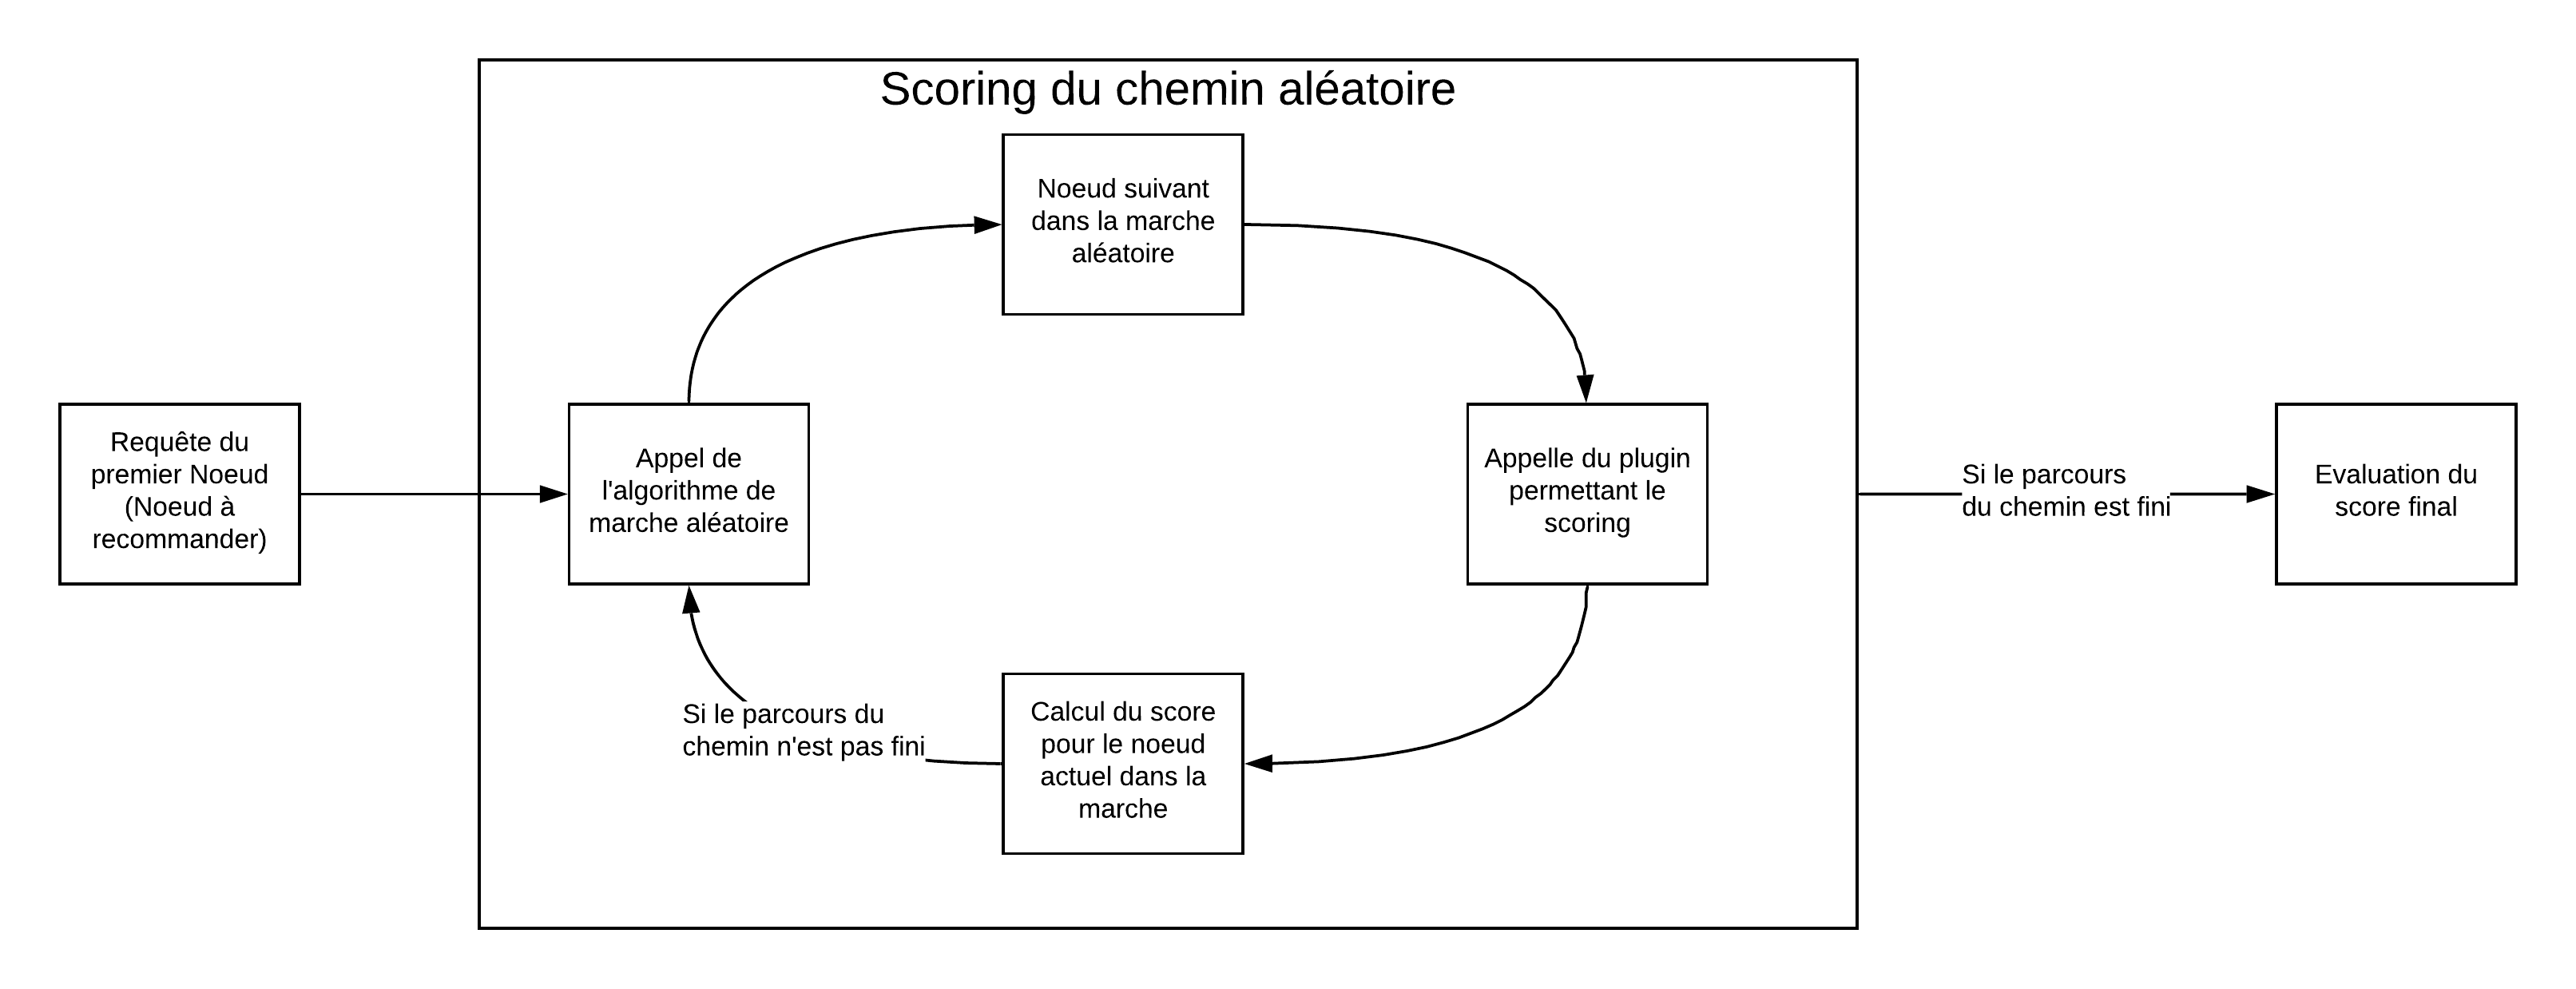 Scoring du chemin aléatoire
Noeud suivant
dans la marche
aléatoire
Requête du
premier Noeud
(Noeud à
recommander)
Appel de
l'algorithme de
marche aléatoire
Appelle du plugin
permettant le
scoring
Si le parcours
du chemin est fini
Evaluation du
score final
Si le parcours du
chemin n'est pas fini
Calcul du score
pour le noeud
actuel dans la
marche